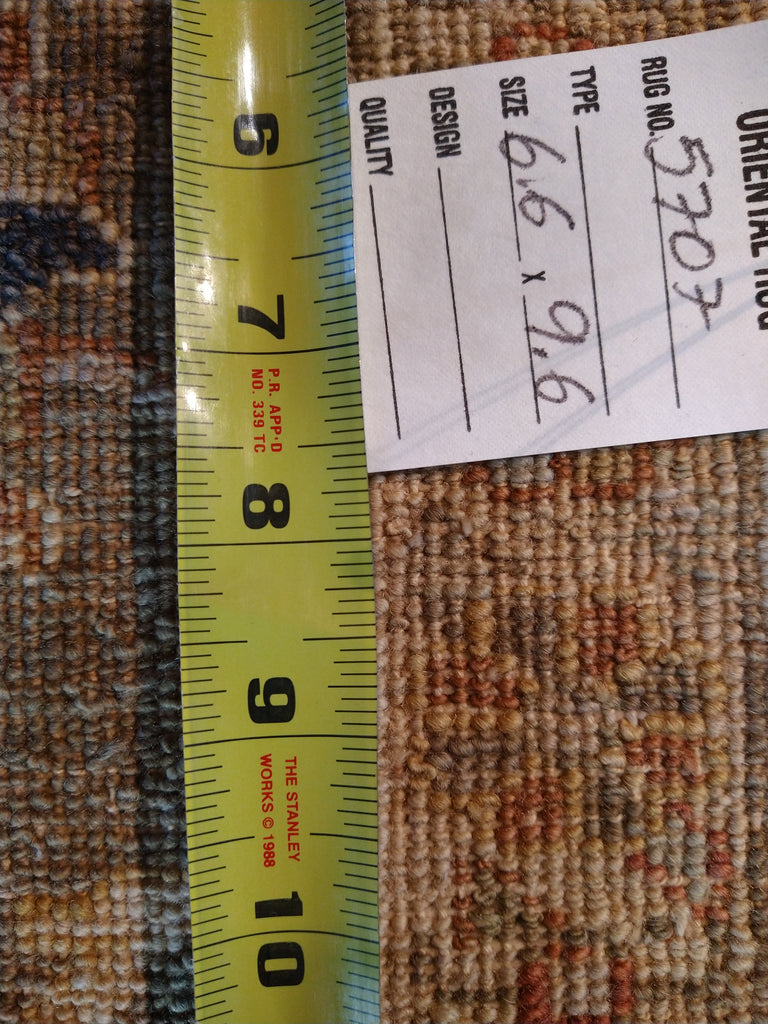 6
7
P.R. APP'D
NO. 339 TC
8
9
THE STANLEY
WORKS © 1988
10
ORIENTAL RUG
RUG NO. 5707
TYPE
SIZE 6.6 x 9.6
DESIGN
QUALITY